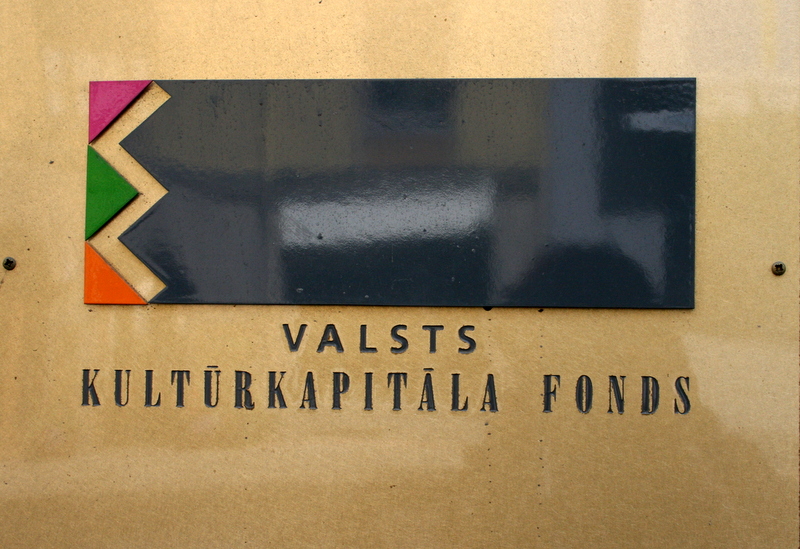 VALSTS
KULTŪRKAPITĀLA FONDS